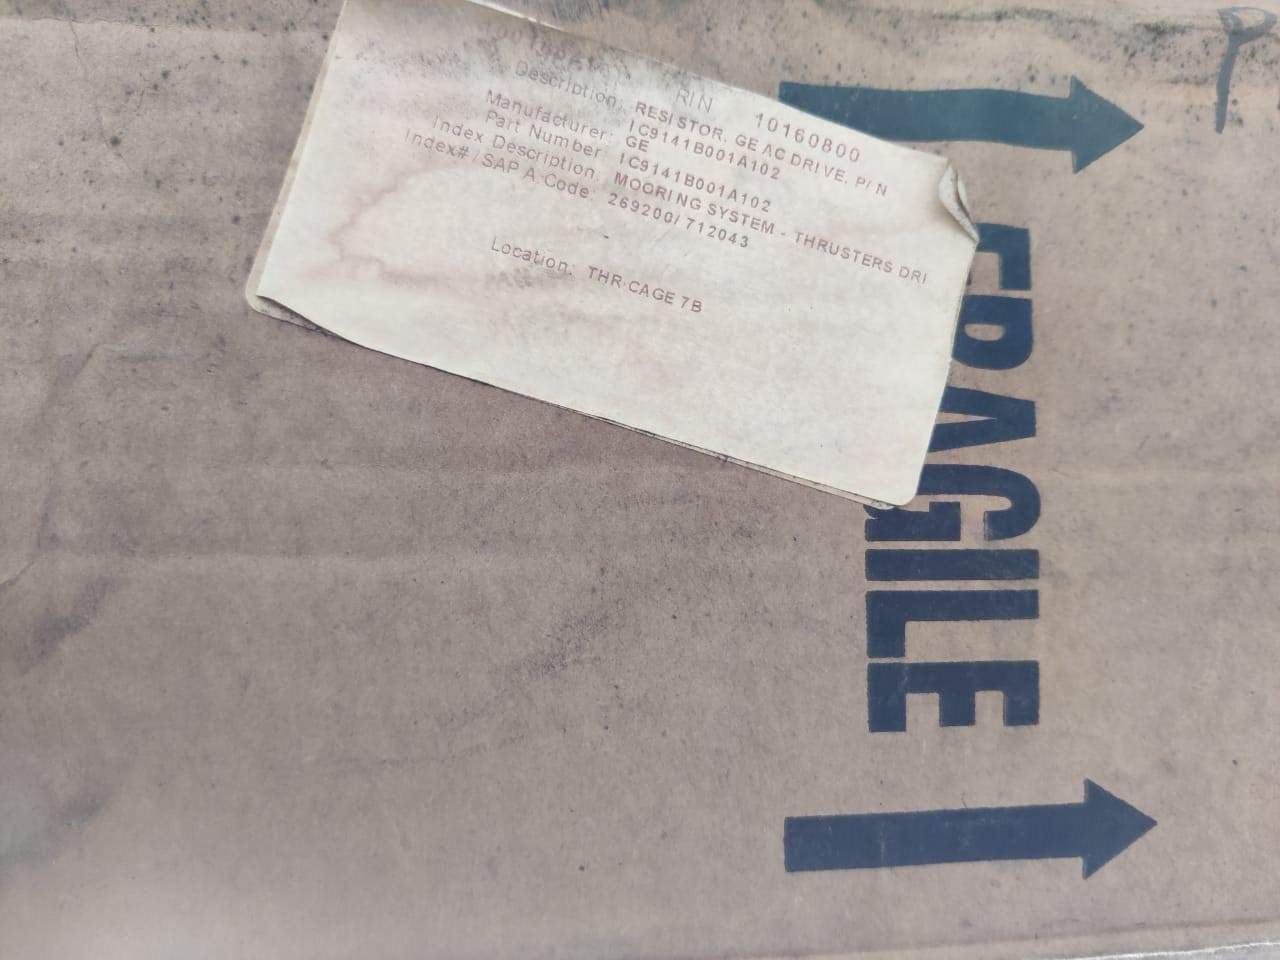 RIN 10160800
Description: RESISTOR, GE AC DRIVE, P/N
IC9141B001A102
Manufacturer: GE
Part Number: IC9141B001A102
Index Description: MOORING SYSTEM - THRUSTERS DRI
Index# / SAP A Code: 269200/ 712043
Location: THR-CAGE 7B
FRAGILE